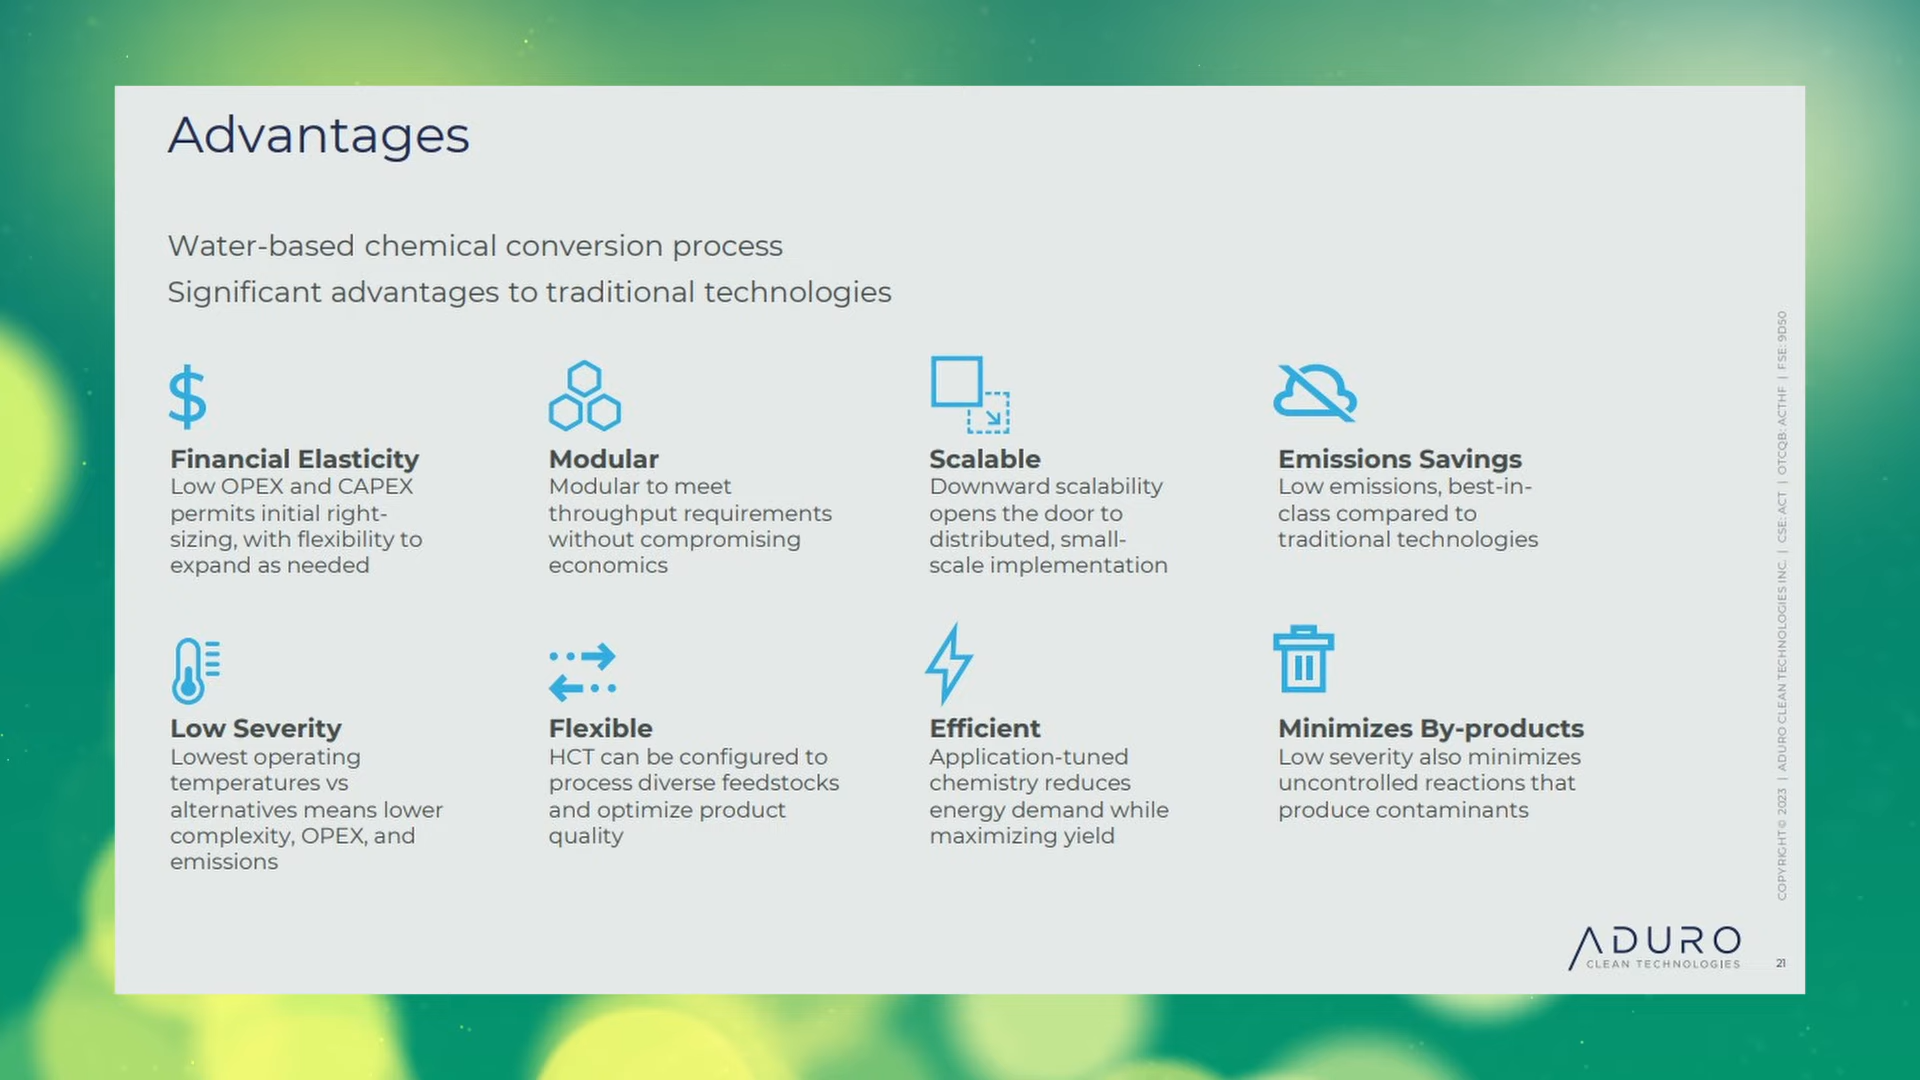 Advantages
Water-based chemical conversion process
Significant advantages to traditional technologies
Financial Elasticity
Low OPEX and CAPEX
permits initial right-
sizing, with flexibility to
expand as needed
Modular
Modular to meet
throughput requirements
without compromising
economics
Scalable
Downward scalability
opens the door to
distributed, small-
scale implementation
Emissions Savings
Low emissions, best-in-
class compared to
traditional technologies
Low Severity
Lowest operating
temperatures vs
alternatives means lower
complexity, OPEX, and
emissions
Flexible
HCT can be configured to
process diverse feedstocks
and optimize product
quality
Efficient
Application-tuned
chemistry reduces
energy demand while
maximizing yield
Minimizes By-products
Low severity also minimizes
uncontrolled reactions that
produce contaminants
COPYRIGHT © 2023 | ADURO CLEAN TECHNOLOGIES INC. | CSE: ACT | OTCQB: ACTHF | FSE: 9D50
ADURO
CLEAN TECHNOLOGIES
21